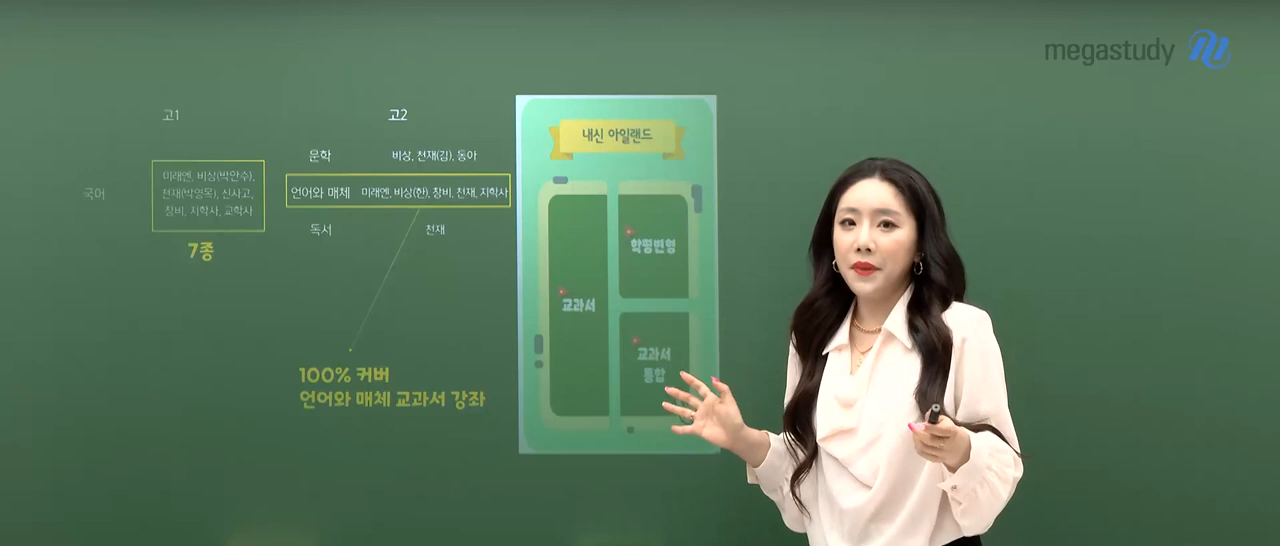 megastudy
고1
고2
내신 아일랜드
문학
비상, 천재(김), 동아
국어
미래엔, 비상(박안수),
천재(박영목), 신사고,
창비, 지학사, 교학사
언어와 매체
미래엔, 비상(한), 창비, 천재, 지학사
독서
천재
7종
학평변형
교과서
교과서
통합
100% 커버
언어와 매체 교과서 강좌